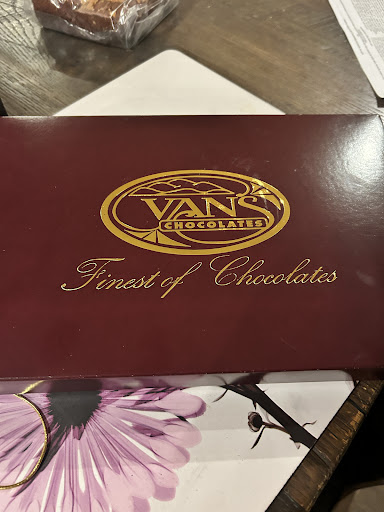 VANS
CHOCOLATES
Finest of Chocolates